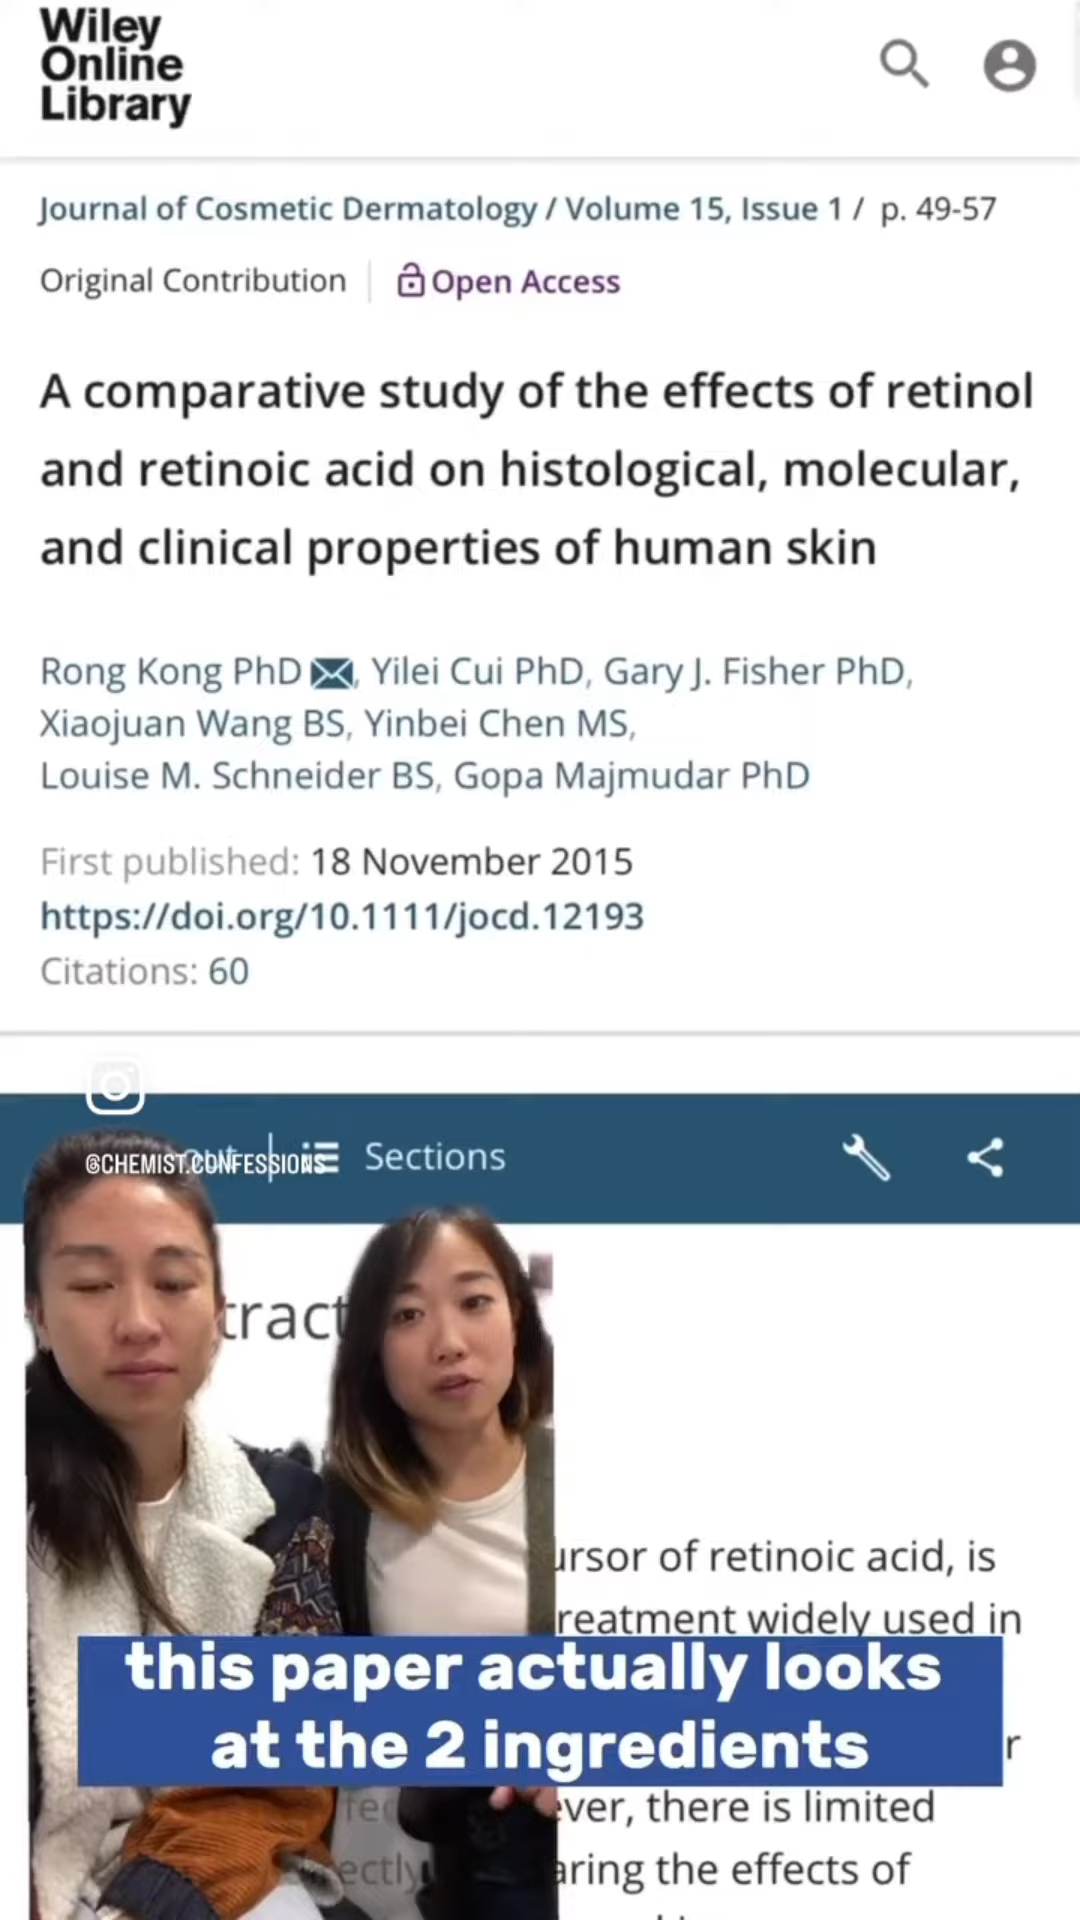 Wiley
Online
Library
Journal of Cosmetic Dermatology / Volume 15, Issue 1 / p. 49-57
Original Contribution
Open Access
A comparative study of the effects of retinol
and retinoic acid on histological, molecular,
and clinical properties of human skin
Rong Kong PhD, Yilei Cui PhD, Gary J. Fisher PhD,
Xiaojuan Wang BS, Yinbei Chen MS,
Louise M. Schneider BS, Gopa Majmudar PhD
First published: 18 November 2015
https://doi.org/10.1111/jocd.12193
Citations: 60
@CHEMIST.CONFESSIONS
Sections
tract
ursor of retinoic acid, is
reatment widely used in
this paper actually looks
at the 2 ingredients
r
ever, there is limited
ectly
aring the effects of